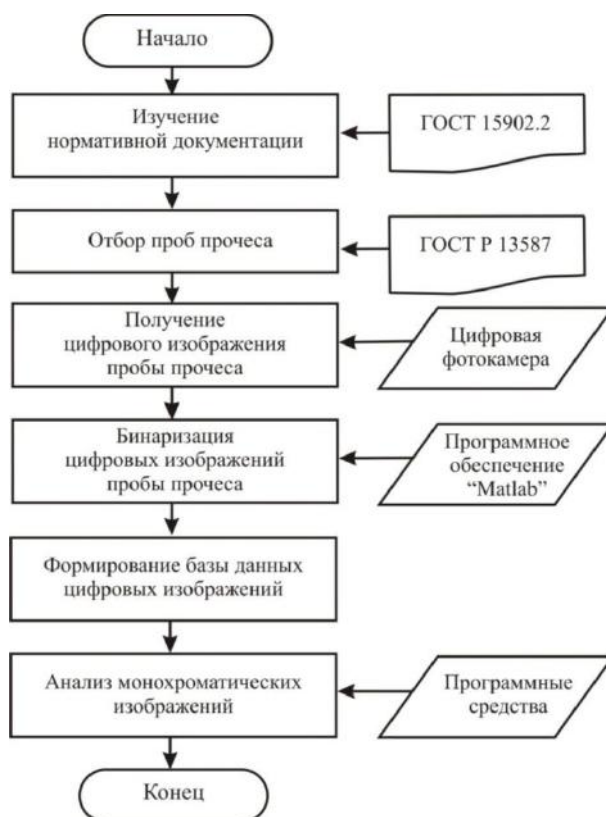 Начало
Изучение
нормативной документации
ГОСТ 15902.2
Отбор проб прочеса
ГОСТ Р 13587
Получение
цифрового изображения
пробы прочеса
Цифровая
фотокамера
Бинаризация
цифровых изображений
пробы прочеса
Программное
обеспечение
“Matlab”
Формирование базы данных
цифровых изображений
Анализ монохроматических
изображений
Программные
средства
Конец